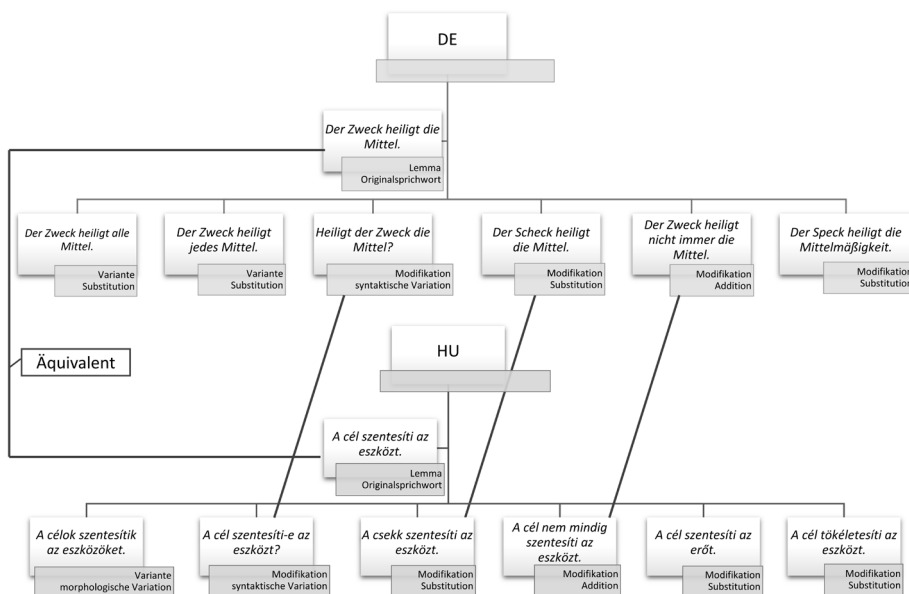 DE
Der Zweck heiligt die
Mittel.
Lemma
Originalsprichwort
Der Zweck heiligt alle
Mittel.
Variante
Substitution
Der Zweck heiligt
jedes Mittel.
Variante
Substitution
Heiligt der Zweck die
Mittel?
Modifikation
syntaktische Variation
Der Scheck heiligt
die Mittel.
Modifikation
Substitution
Der Zweck heiligt
nicht immer die
Mittel.
Modifikation
Addition
Der Speck heiligt die
Mittelmäßigkeit.
Modifikation
Substitution
Äquivalent
HU
A cél szentesíti az
eszközt.
Lemma
Originalsprichwort
A célok szentesítik
az eszközöket.
Variante
morphologische Variation
A cél szentesíti-e az
eszközt?
Modifikation
syntaktische Variation
A csekk szentesíti az
eszközt.
Modifikation
Substitution
A cél nem mindig
szentesíti az
eszközt.
Modifikation
Addition
A cél szentesíti az
erőt.
Modifikation
Substitution
A cél tökéletesíti az
eszközt.
Modifikation
Substitution